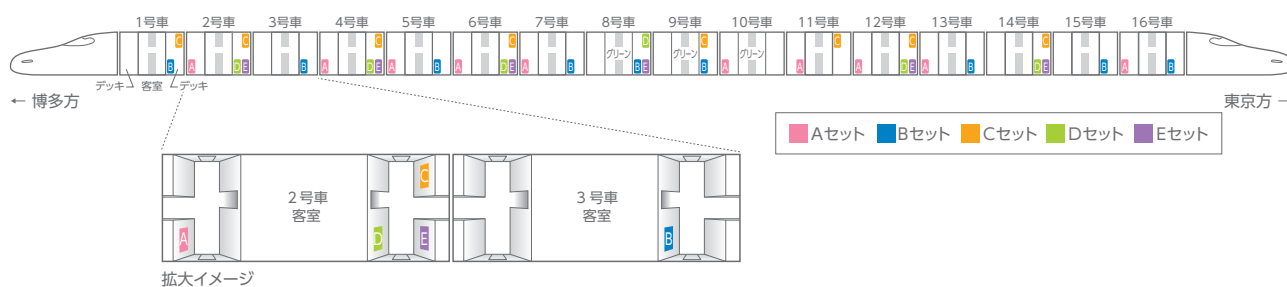 1号車 2号車 3号車 4号車 5号車 6号車 7号車 8号車 9号車 10号車 11号車 12号車 13号車 14号車 15号車 16号車
C C C C C D C C C C
グリーン グリーン グリーン
B A D E B A D E A B A D E A B B E B A A A D E A B D E B A B
デッキ 客室 デッキ
← 博多方
東京方 →
Aセット Bセット Cセット Dセット Eセット
C
2号車
客室
3号車
客室
A D E B
拡大イメージ